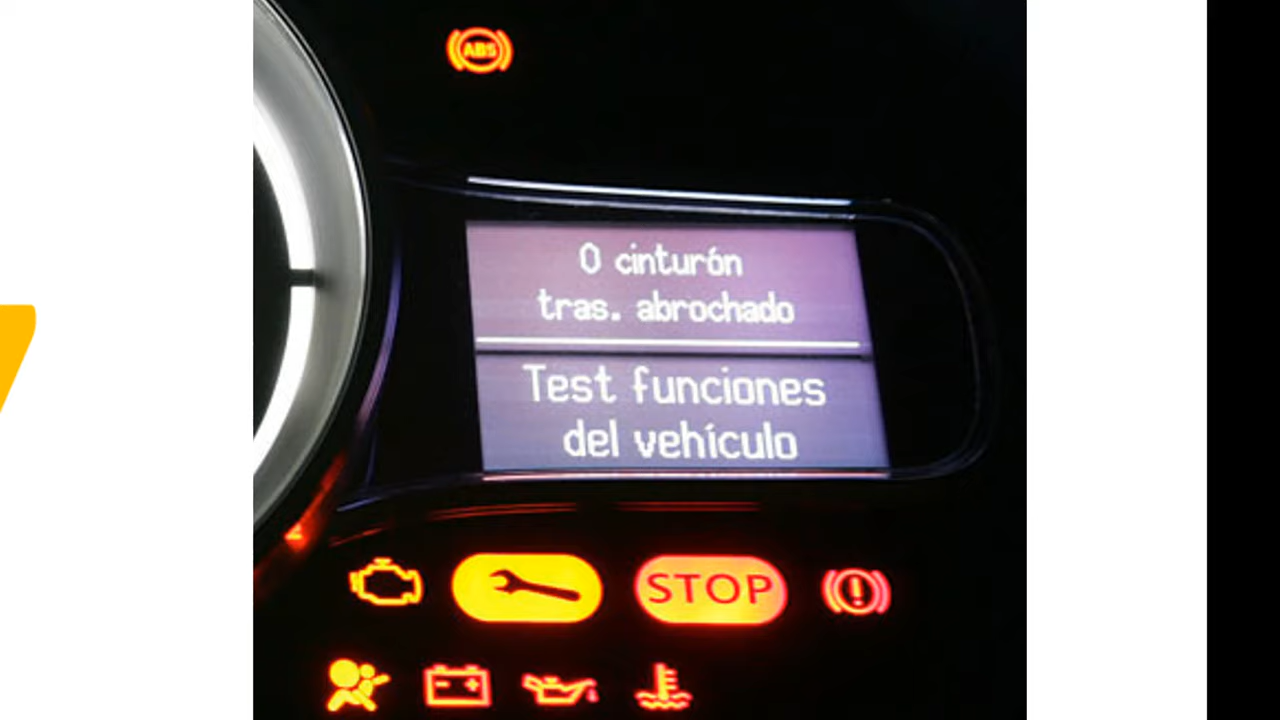 ABS
0 cinturón
tras. abrochado
Test funciones
del vehículo
STOP